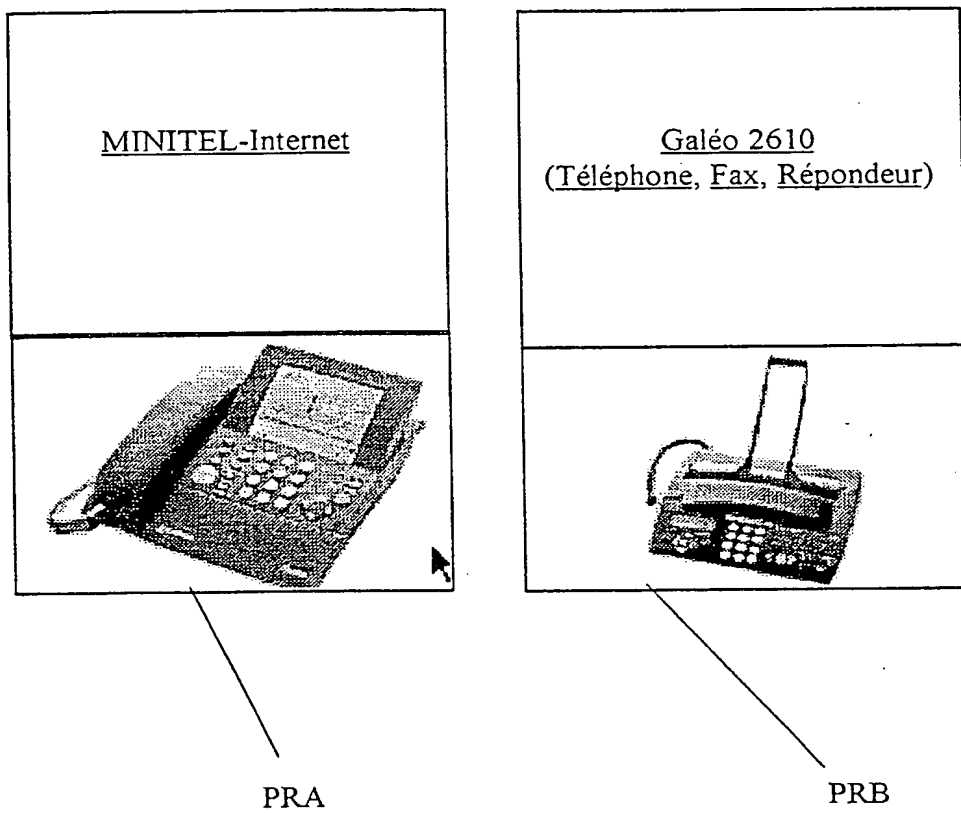 MINITEL-Internet
Galéo 2610
(Téléphone, Fax, Répondeur)
PRA
PRB